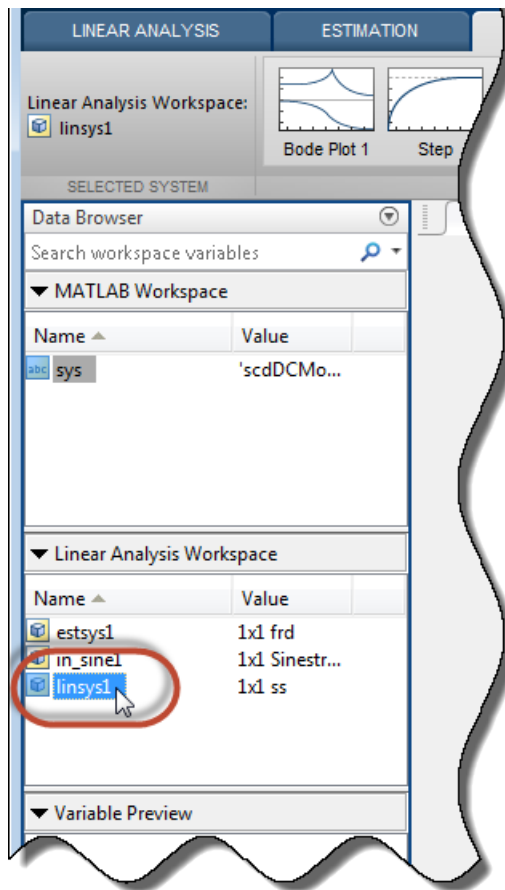 LINEAR ANALYSIS ESTIMATION
Linear Analysis Workspace:
linsys1
Bode Plot 1 Step
SELECTED SYSTEM
Data Browser
Search workspace variables
MATLAB Workspace
Name Value
abc sys 'scdDCMo...
Linear Analysis Workspace
Name Value
estsys1 1x1 frd
in_sine1 1x1 Sinestr...
linsys1 1x1 ss
Variable Preview